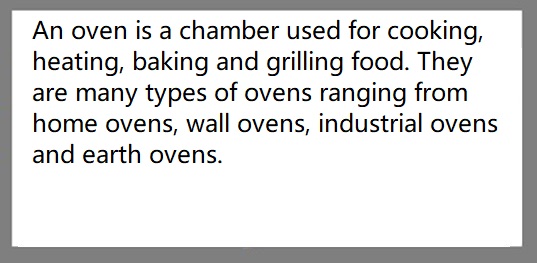 An oven is a chamber used for cooking,
heating, baking and grilling food. They
are many types of ovens ranging from
home ovens, wall ovens, industrial ovens
and earth ovens.